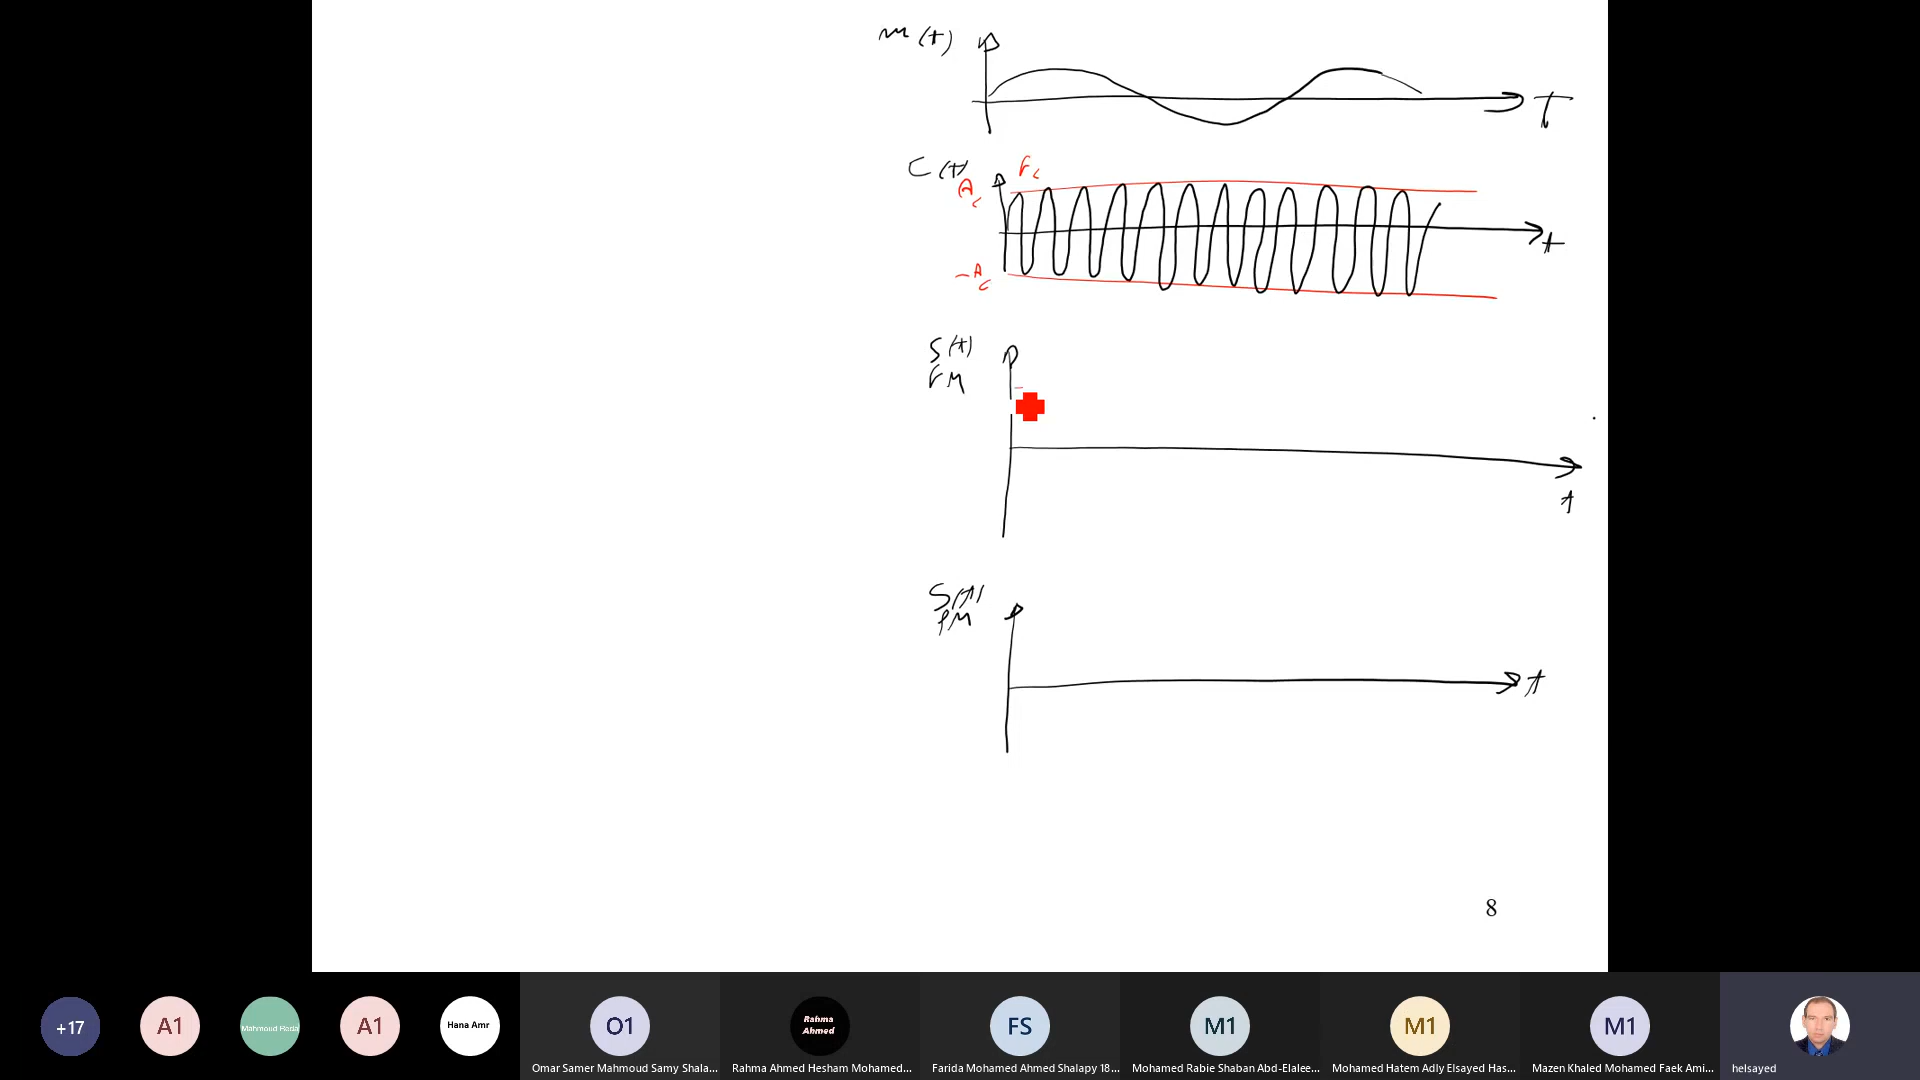 m(t)
T
C(t)
Fc
Ac
t
-Ac
S(t)
FM
t
S(t)
PM
t
8
+17
A1
Mahmoud Reda
A1
Hana Amr
O1
Rahma
Ahmed
FS
M1
M1
M1
Omar Samer Mahmoud Samy Shala...
Rahma Ahmed Hesham Mohamed...
Farida Mohamed Ahmed Shalapy 18...
Mohamed Rabie Shaban Abd-Elalee...
Mohamed Hatem Adly Elsayed Has...
Mazen Khaled Mohamed Faek Ami...
helsayed